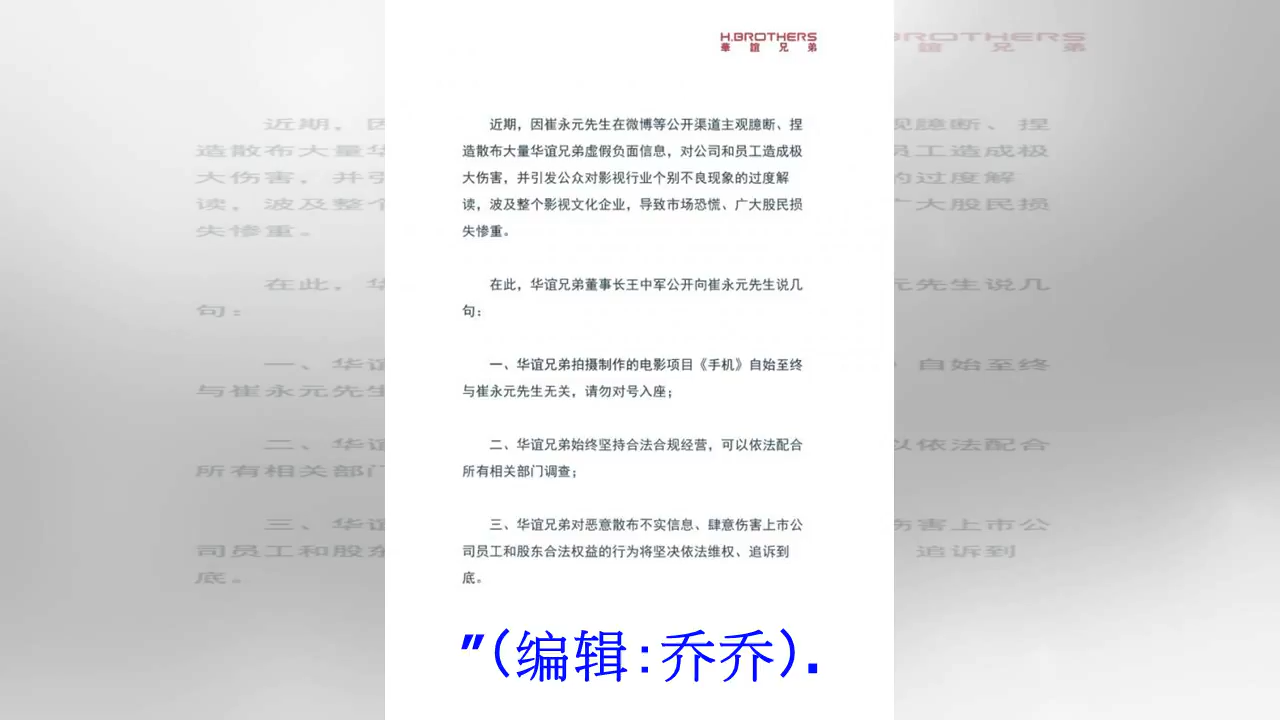 H.BROTHERS
華誼兄弟
近期，因崔永元先生在微博等公开渠道主观臆断、捏
造散布大量华谊兄弟虚假负面信息，对公司和员工造成极
大伤害，并引发公众对影视行业个别不良现象的过度解
读，波及整个影视文化企业，导致市场恐慌、广大股民损
失惨重。
在此，华谊兄弟董事长王中军公开向崔永元先生说几
句：
一、华谊兄弟拍摄制作的电影项目《手机》自始至终
与崔永元先生无关，请勿对号入座；
二、华谊兄弟始终坚持合法合规经营，可以依法配合
所有相关部门调查；
三、华谊兄弟对恶意散布不实信息、肆意伤害上市公
司员工和股东合法权益的行为将坚决依法维权、追诉到
底。
"(编辑:乔乔).